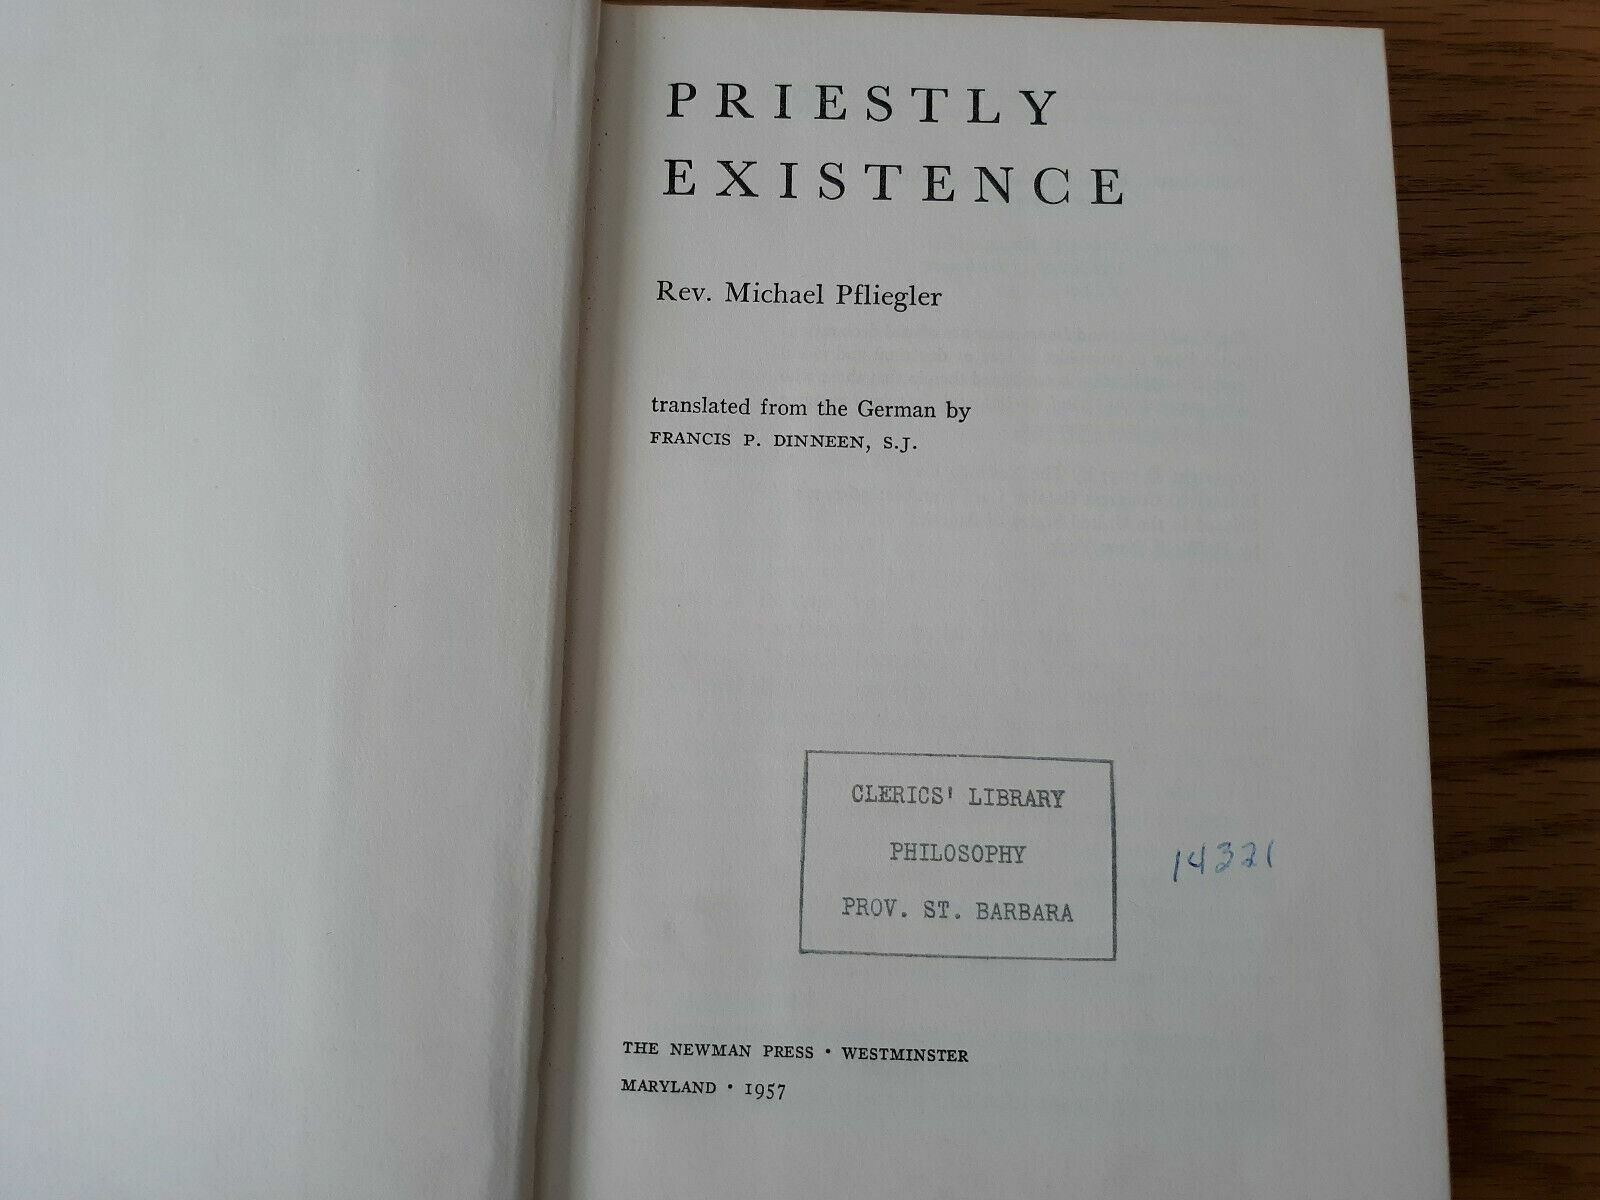 PRIESTLY
EXISTENCE
Rev. Michael Pfliegler
translated from the German by
FRANCIS P. DINNEEN, S.J.
CLERICS' LIBRARY
PHILOSOPHY
PROV. ST. BARBARA
14321
THE NEWMAN PRESS • WESTMINSTER
MARYLAND • 1957